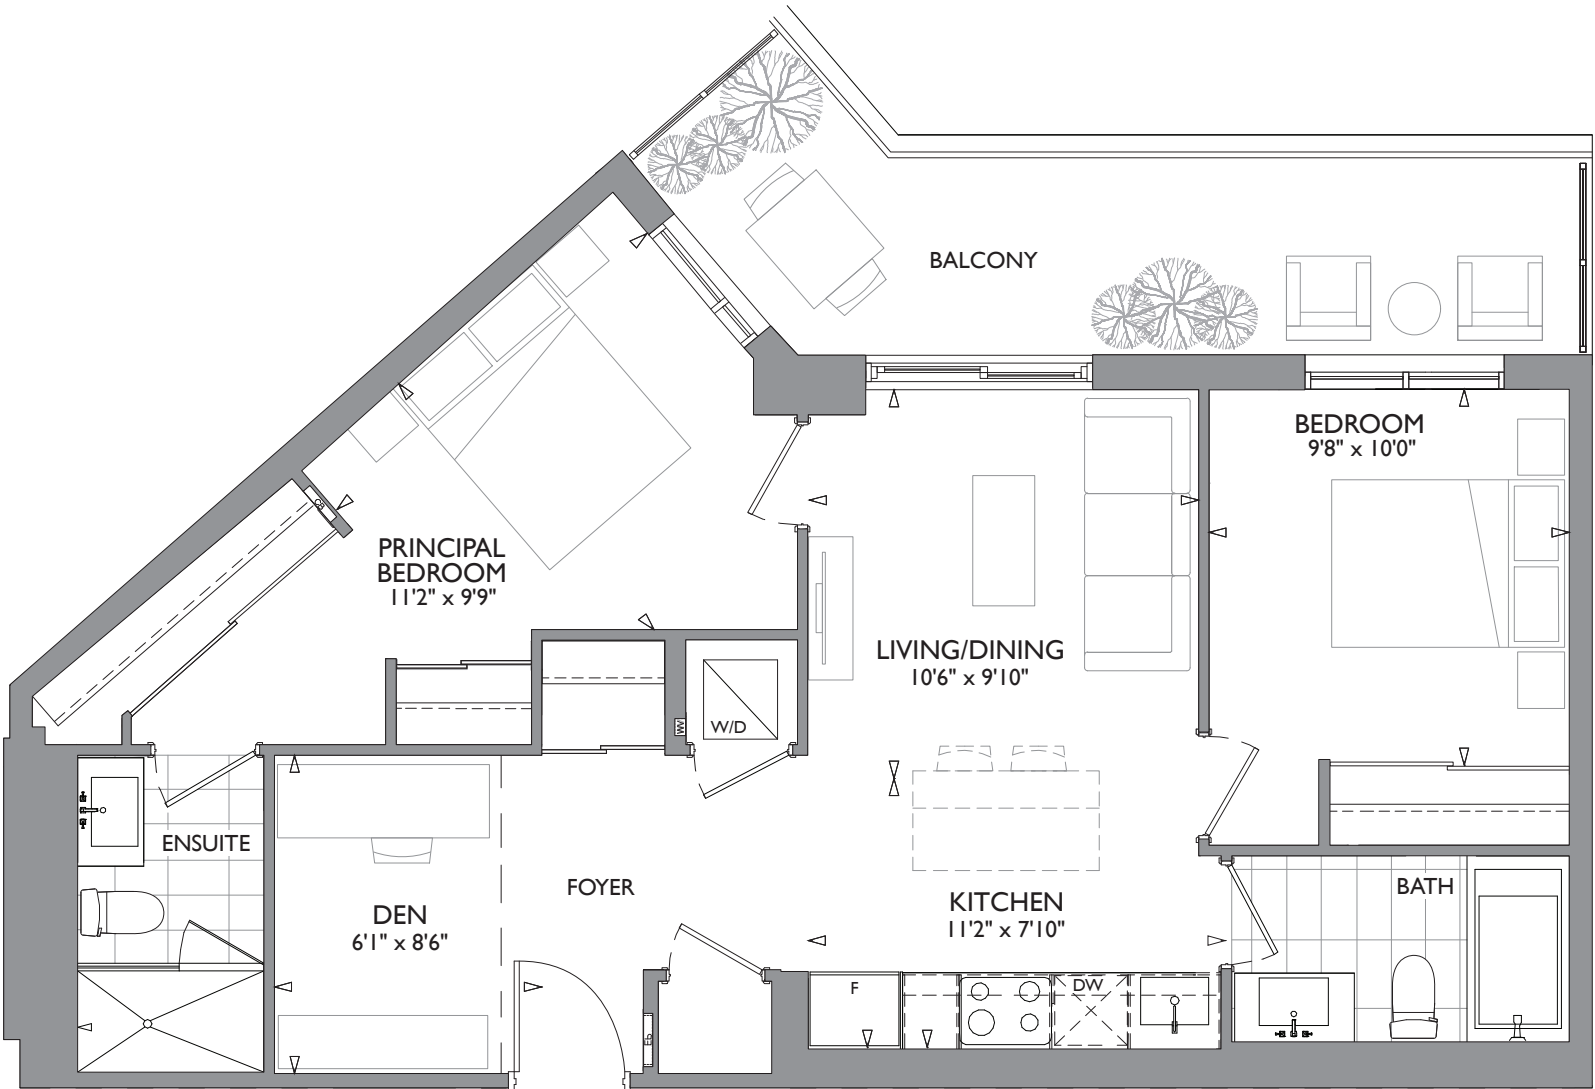 BALCONY
BEDROOM
9'8" x 10'0"
PRINCIPAL
BEDROOM
11'2" x 9'9"
LIVING/DINING
10'6" x 9'10"
W/D
W
ENSUITE
FOYER
BATH
DEN
6'1" x 8'6"
KITCHEN
11'2" x 7'10"
F
DW
Eb